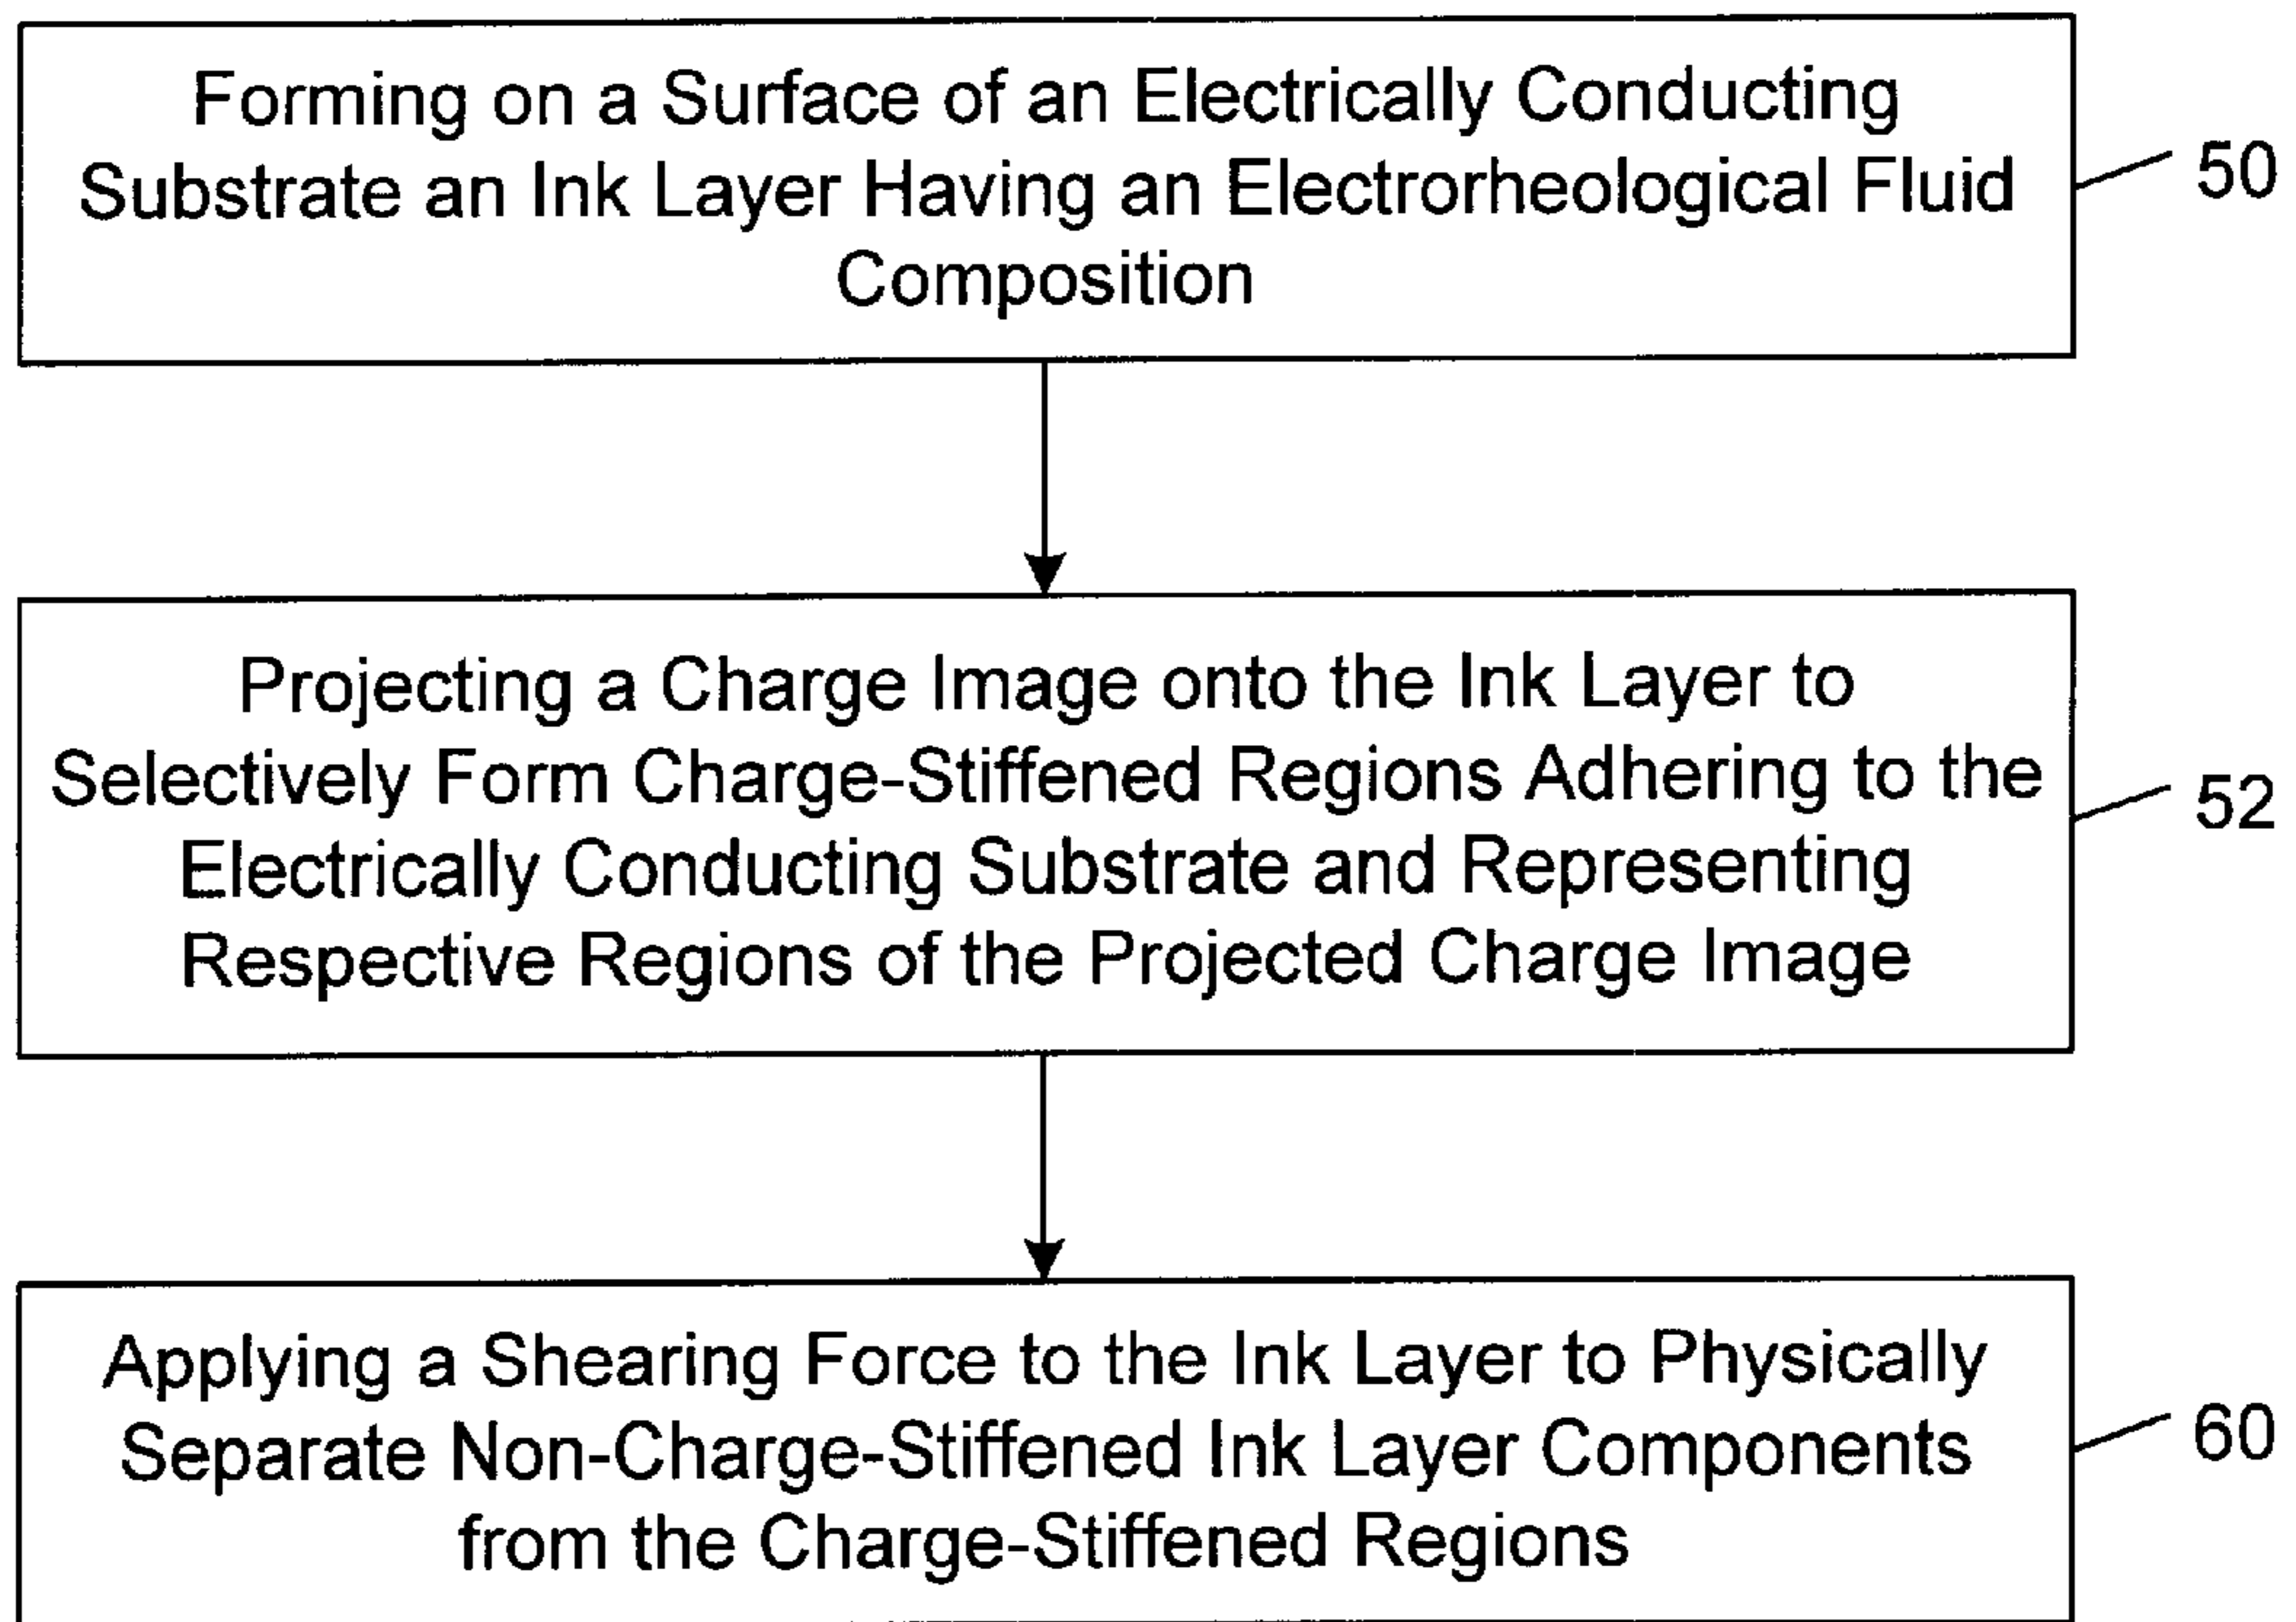 Forming on a Surface of an Electrically Conducting
Substrate an Ink Layer Having an Electrorheological Fluid
Composition
50
Projecting a Charge Image onto the Ink Layer to
Selectively Form Charge-Stiffened Regions Adhering to the
Electrically Conducting Substrate and Representing
Respective Regions of the Projected Charge Image
52
Applying a Shearing Force to the Ink Layer to Physically
Separate Non-Charge-Stiffened Ink Layer Components
from the Charge-Stiffened Regions
60